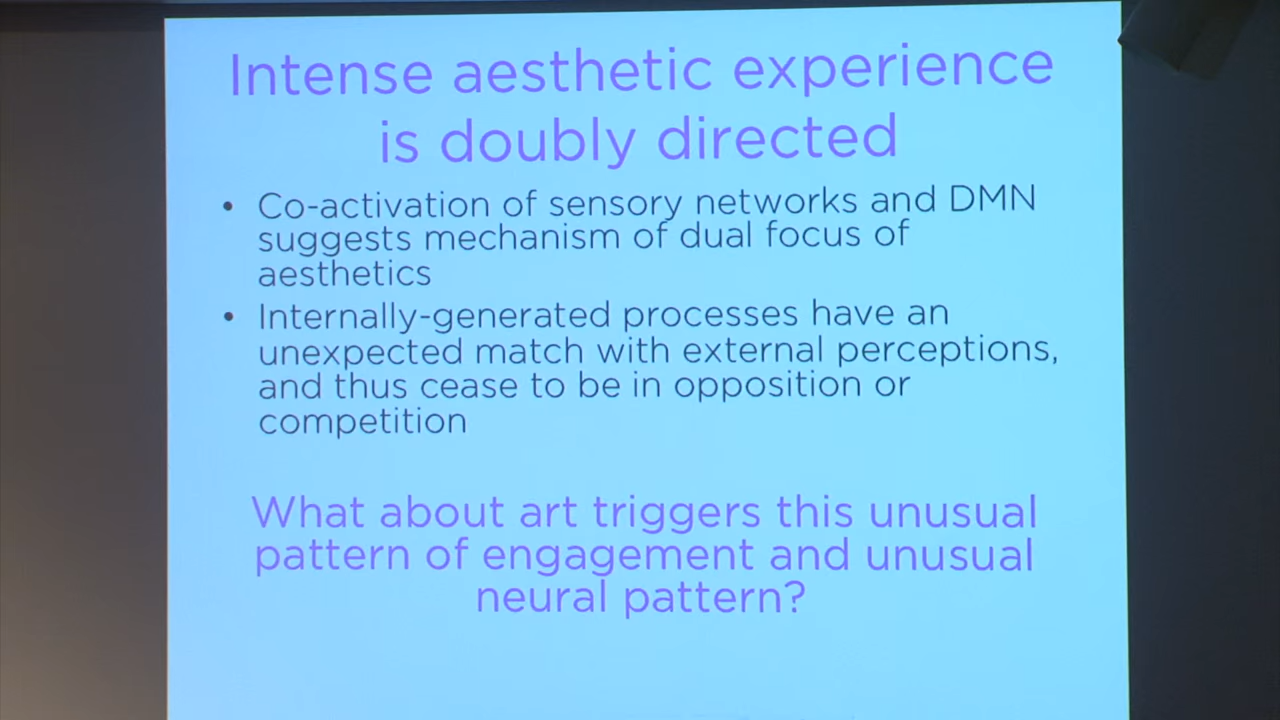 Intense aesthetic experience
is doubly directed
• Co-activation of sensory networks and DMN
suggests mechanism of dual focus of
aesthetics
• Internally-generated processes have an
unexpected match with external perceptions,
and thus cease to be in opposition or
competition
What about art triggers this unusual
pattern of engagement and unusual
neural pattern?